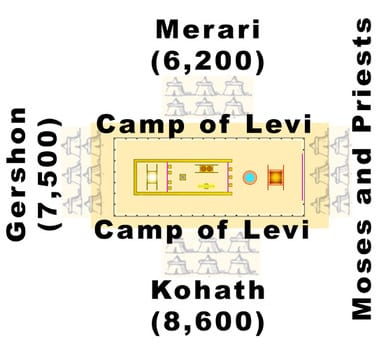 Merari
(6,200)
Camp of Levi
Gershon
(7,500)
Moses and Priests
Camp of Levi
Kohath
(8,600)